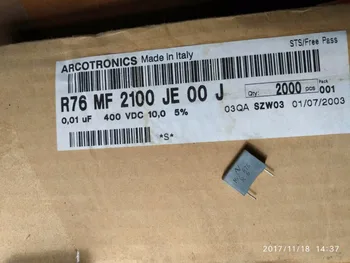 STS/Free Pass
ARCOTRONICS Made in Italy
R76 MF 2100 JE 00 J
Qty 2000 pcs Pack 001
0,01 uF 400 VDC 10,0 5%
03QA SZW03 01/07/2003
*S*
2017/11/18 14:37